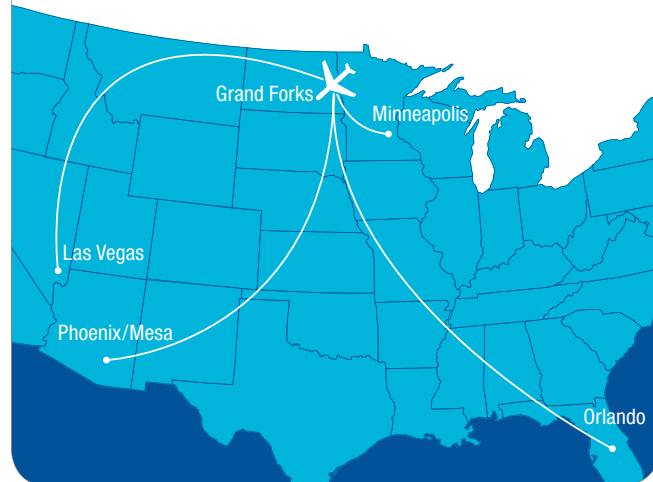 Grand Forks
Minneapolis
Las Vegas
Phoenix/Mesa
Orlando